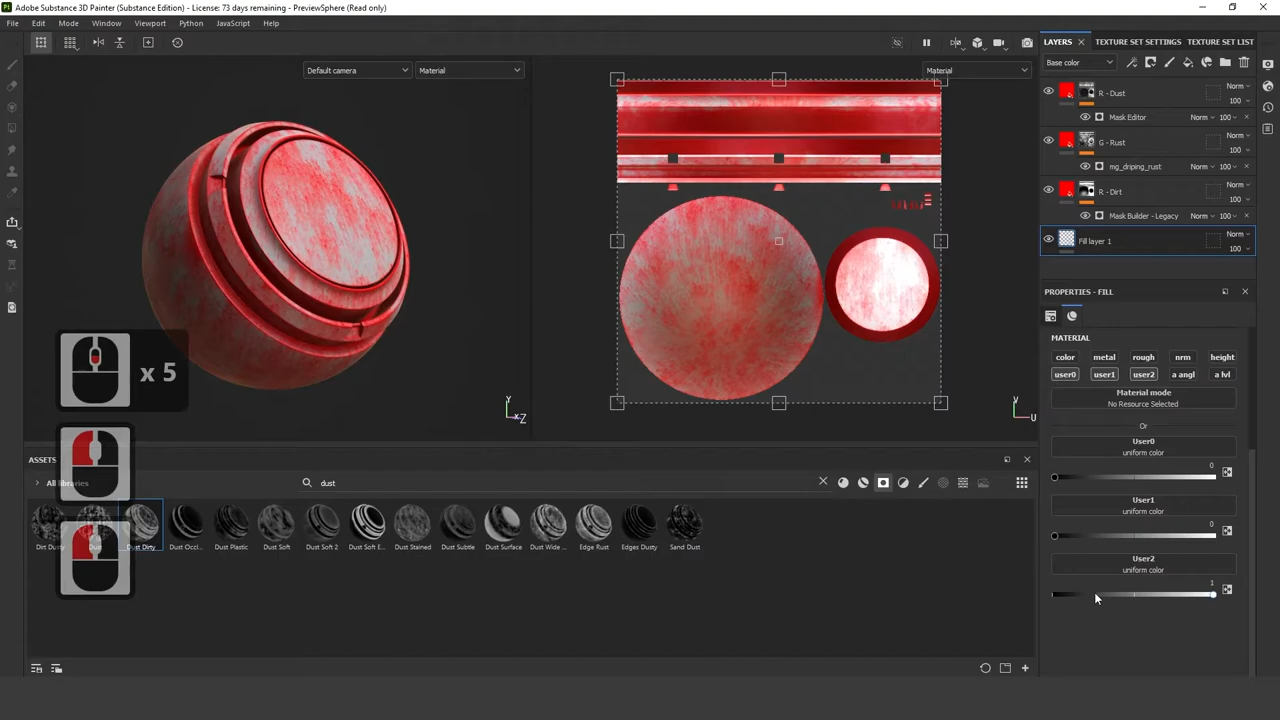 Pt Adobe Substance 3D Painter (Substance Edition) - License: 73 days remaining - PreviewSphere (Read only)
File Edit Mode Window Viewport Python JavaScript Help
Default camera Material Material
LAYERS TEXTURE SET SETTINGS TEXTURE SET LIST
Base color
R - Dust Norm
100
Mask Editor Norm 100
G - Rust Norm
100
mg_driping_rust Norm 100
R - Dirt Norm
100
Mask Builder - Legacy Norm 100
Fill layer 1 Norm
100
PROPERTIES - FILL
MATERIAL
color metal rough nrm height
user0 user1 user2 a angl a lvl
Material mode
No Resource Selected
Or
User0
uniform color
0
User1
uniform color
0
User2
uniform color
1
x 5
Y
Z
Y
U
ASSETS
All libraries dust
Dirt Dusty Dust Dust Dirty Dust Occl... Dust Plastic Dust Soft Dust Soft 2 Dust Soft E... Dust Stained Dust Subtle Dust Surface Dust Wide ... Edge Rust Edges Dusty Sand Dust